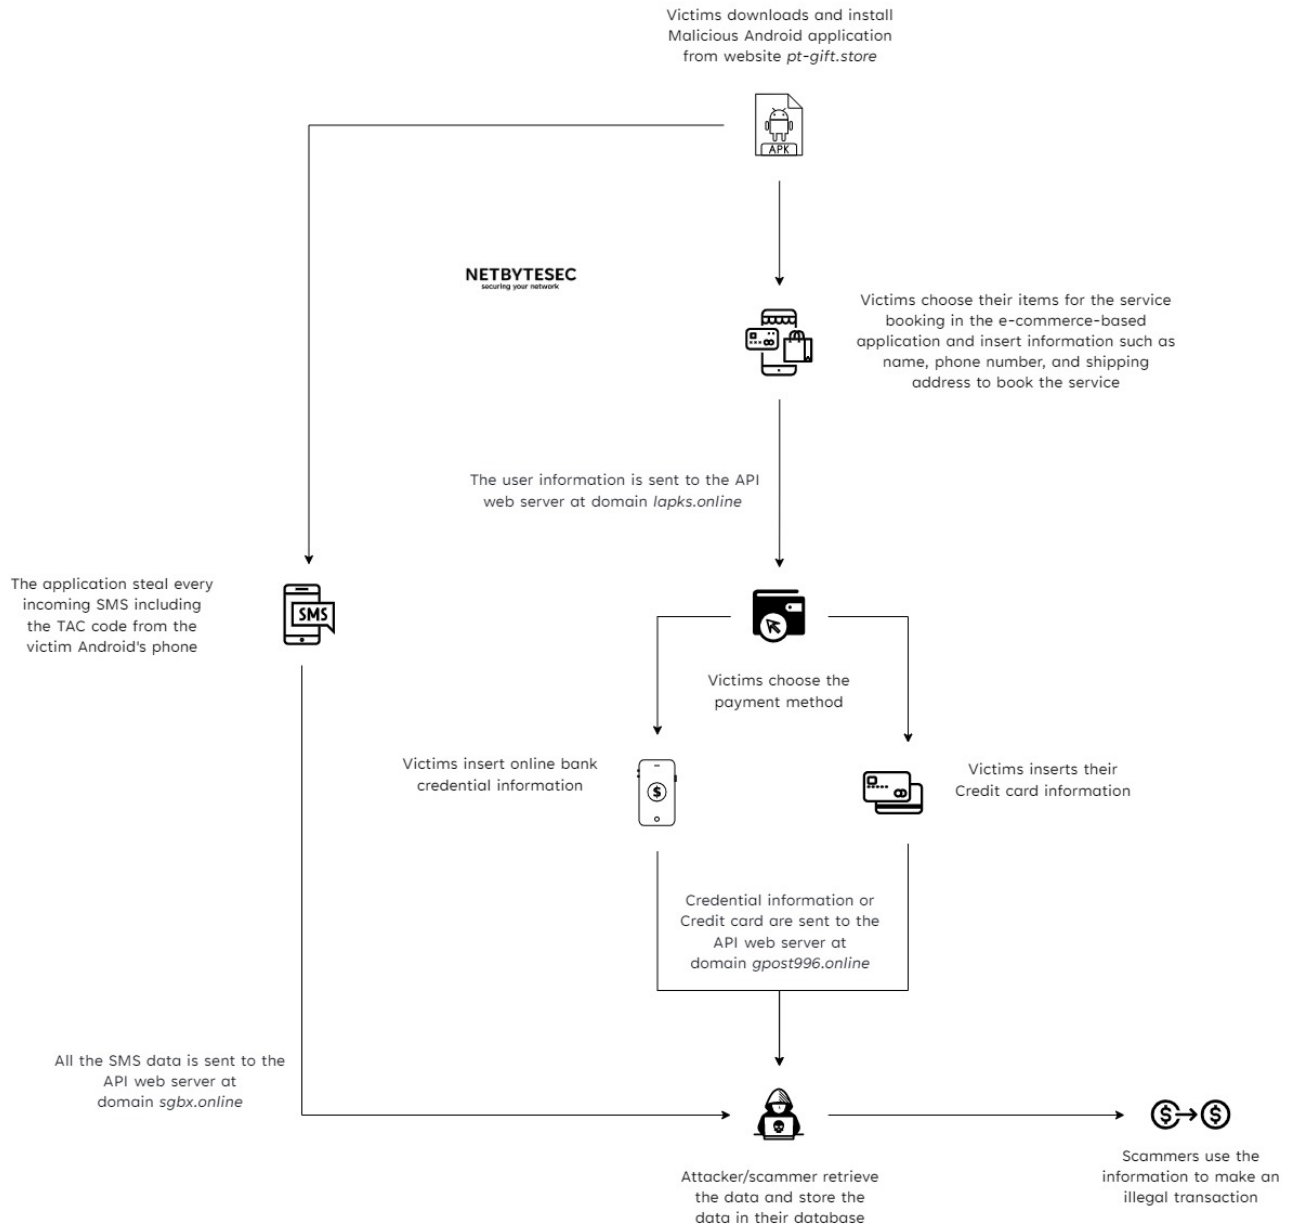 Victims downloads and install
Malicious Android application
from website pt-gift.store
APK
NETBYTESEC
securing your network
Victims choose their items for the service
booking in the e-commerce-based
application and insert information such as
name, phone number, and shipping
address to book the service
The user information is sent to the API
web server at domain lapks.online
The application steal every
incoming SMS including
the TAC code from the
victim Android's phone
SMS
Victims choose the
payment method
Victims insert online bank
credential information
$
Victims inserts their
Credit card information
Credential information or
Credit card are sent to the
API web server at
domain gpost996.online
All the SMS data is sent to the
API web server at
domain sgbx.online
Attacker/scammer retrieve
the data and store the
data in their database
$ $
Scammers use the
information to make an
illegal transaction